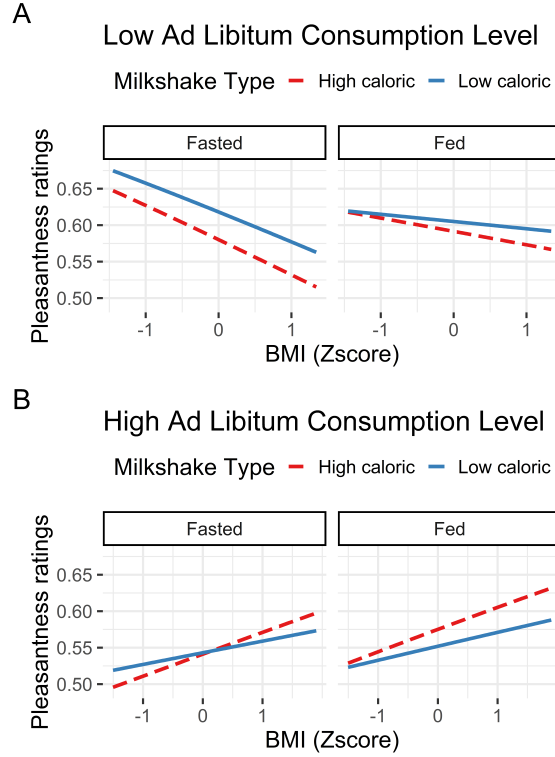 A
Low Ad Libitum Consumption Level
Milkshake Type High caloric Low caloric
Fasted Fed
Pleasantness ratings
0.65
0.60
0.55
0.50
-1 0 1 -1 0 1
BMI (Zscore)
B
High Ad Libitum Consumption Level
Milkshake Type High caloric Low caloric
Fasted Fed
Pleasantness ratings
0.65
0.60
0.55
0.50
-1 0 1 -1 0 1
BMI (Zscore)